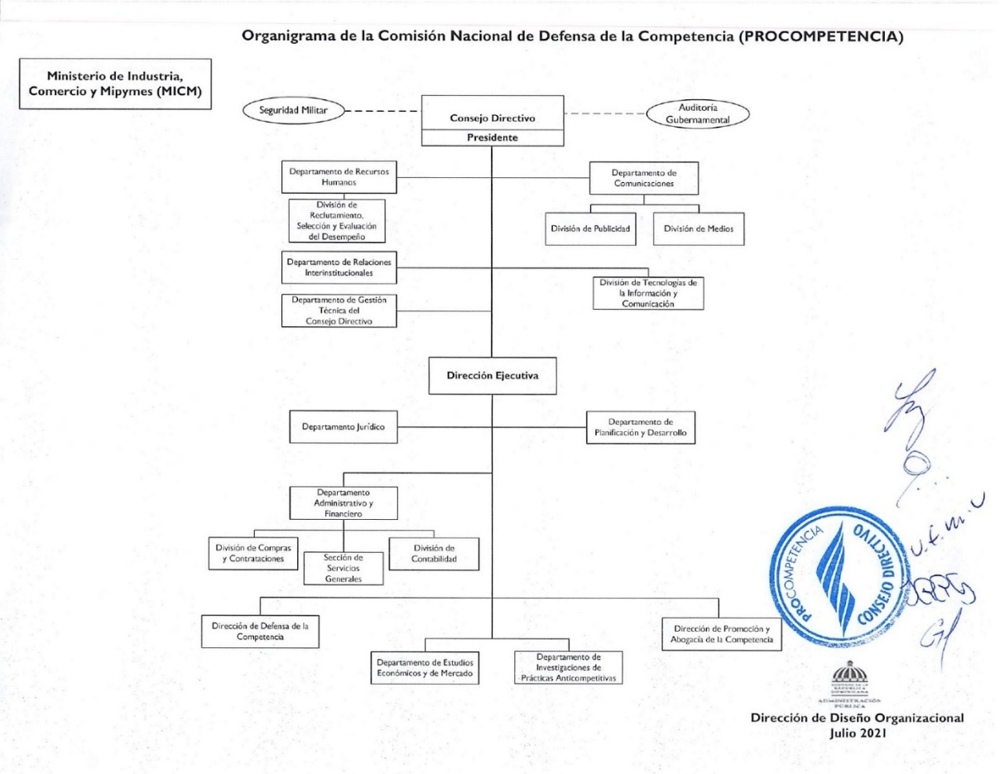 Organigrama de la Comisión Nacional de Defensa de la Competencia (PROCOMPETENCIA)
Ministerio de Industria,
Comercio y Mipymes (MICM)
Seguridad Militar
Consejo Directivo
Presidente
Auditoría
Gubernamental
Departamento de Recursos
Humanos
Departamento de
Comunicaciones
División de
Reclutamiento,
Selección y Evaluación
del Desempeño
División de Publicidad
División de Medios
Departamento de Relaciones
Interinstitucionales
División de Tecnologías de
la Información y
Comunicación
Departamento de Gestión
Técnica del
Consejo Directivo
Dirección Ejecutiva
Departamento Jurídico
Departamento de
Planificación y Desarrollo
Departamento
Administrativo y
Financiero
División de Compras
y Contrataciones
Sección de
Servicios
Generales
División de
Contabilidad
Dirección de Defensa de la
Competencia
Departamento de Estudios
Económicos y de Mercado
Departamento de
Investigaciones de
Prácticas Anticompetitivas
Dirección de Promoción y
Abogacía de la Competencia
PROCOMPETENCIA
CONSEJO DIRECTIVO
PRO
GOBIERNO DE LA
REPÚBLICA
DOMINICANA
ADMINISTRACIÓN
PÚBLICA
Dirección de Diseño Organizacional
Julio 2021